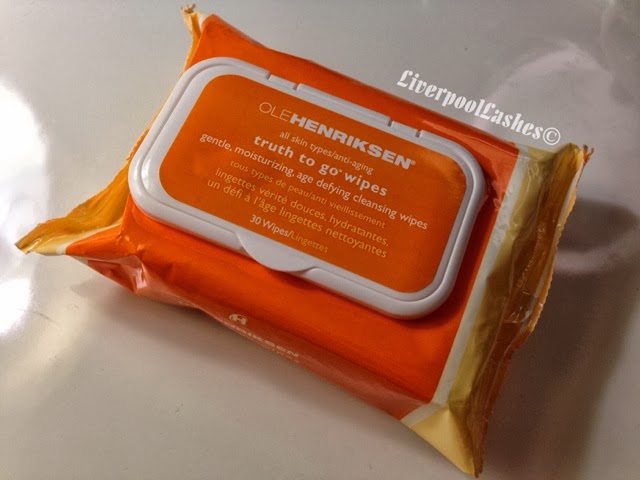 LiverpoolLashes©
OLEHENRIKSEN®
all skin types/anti-aging
truth to go™ wipes
gentle, moisturizing, age defying cleansing wipes
tous types de peau/anti vieillissement
lingettes vérité douces, hydratantes,
un défi à l'âge lingettes nettoyantes
30 Wipes/Lingettes